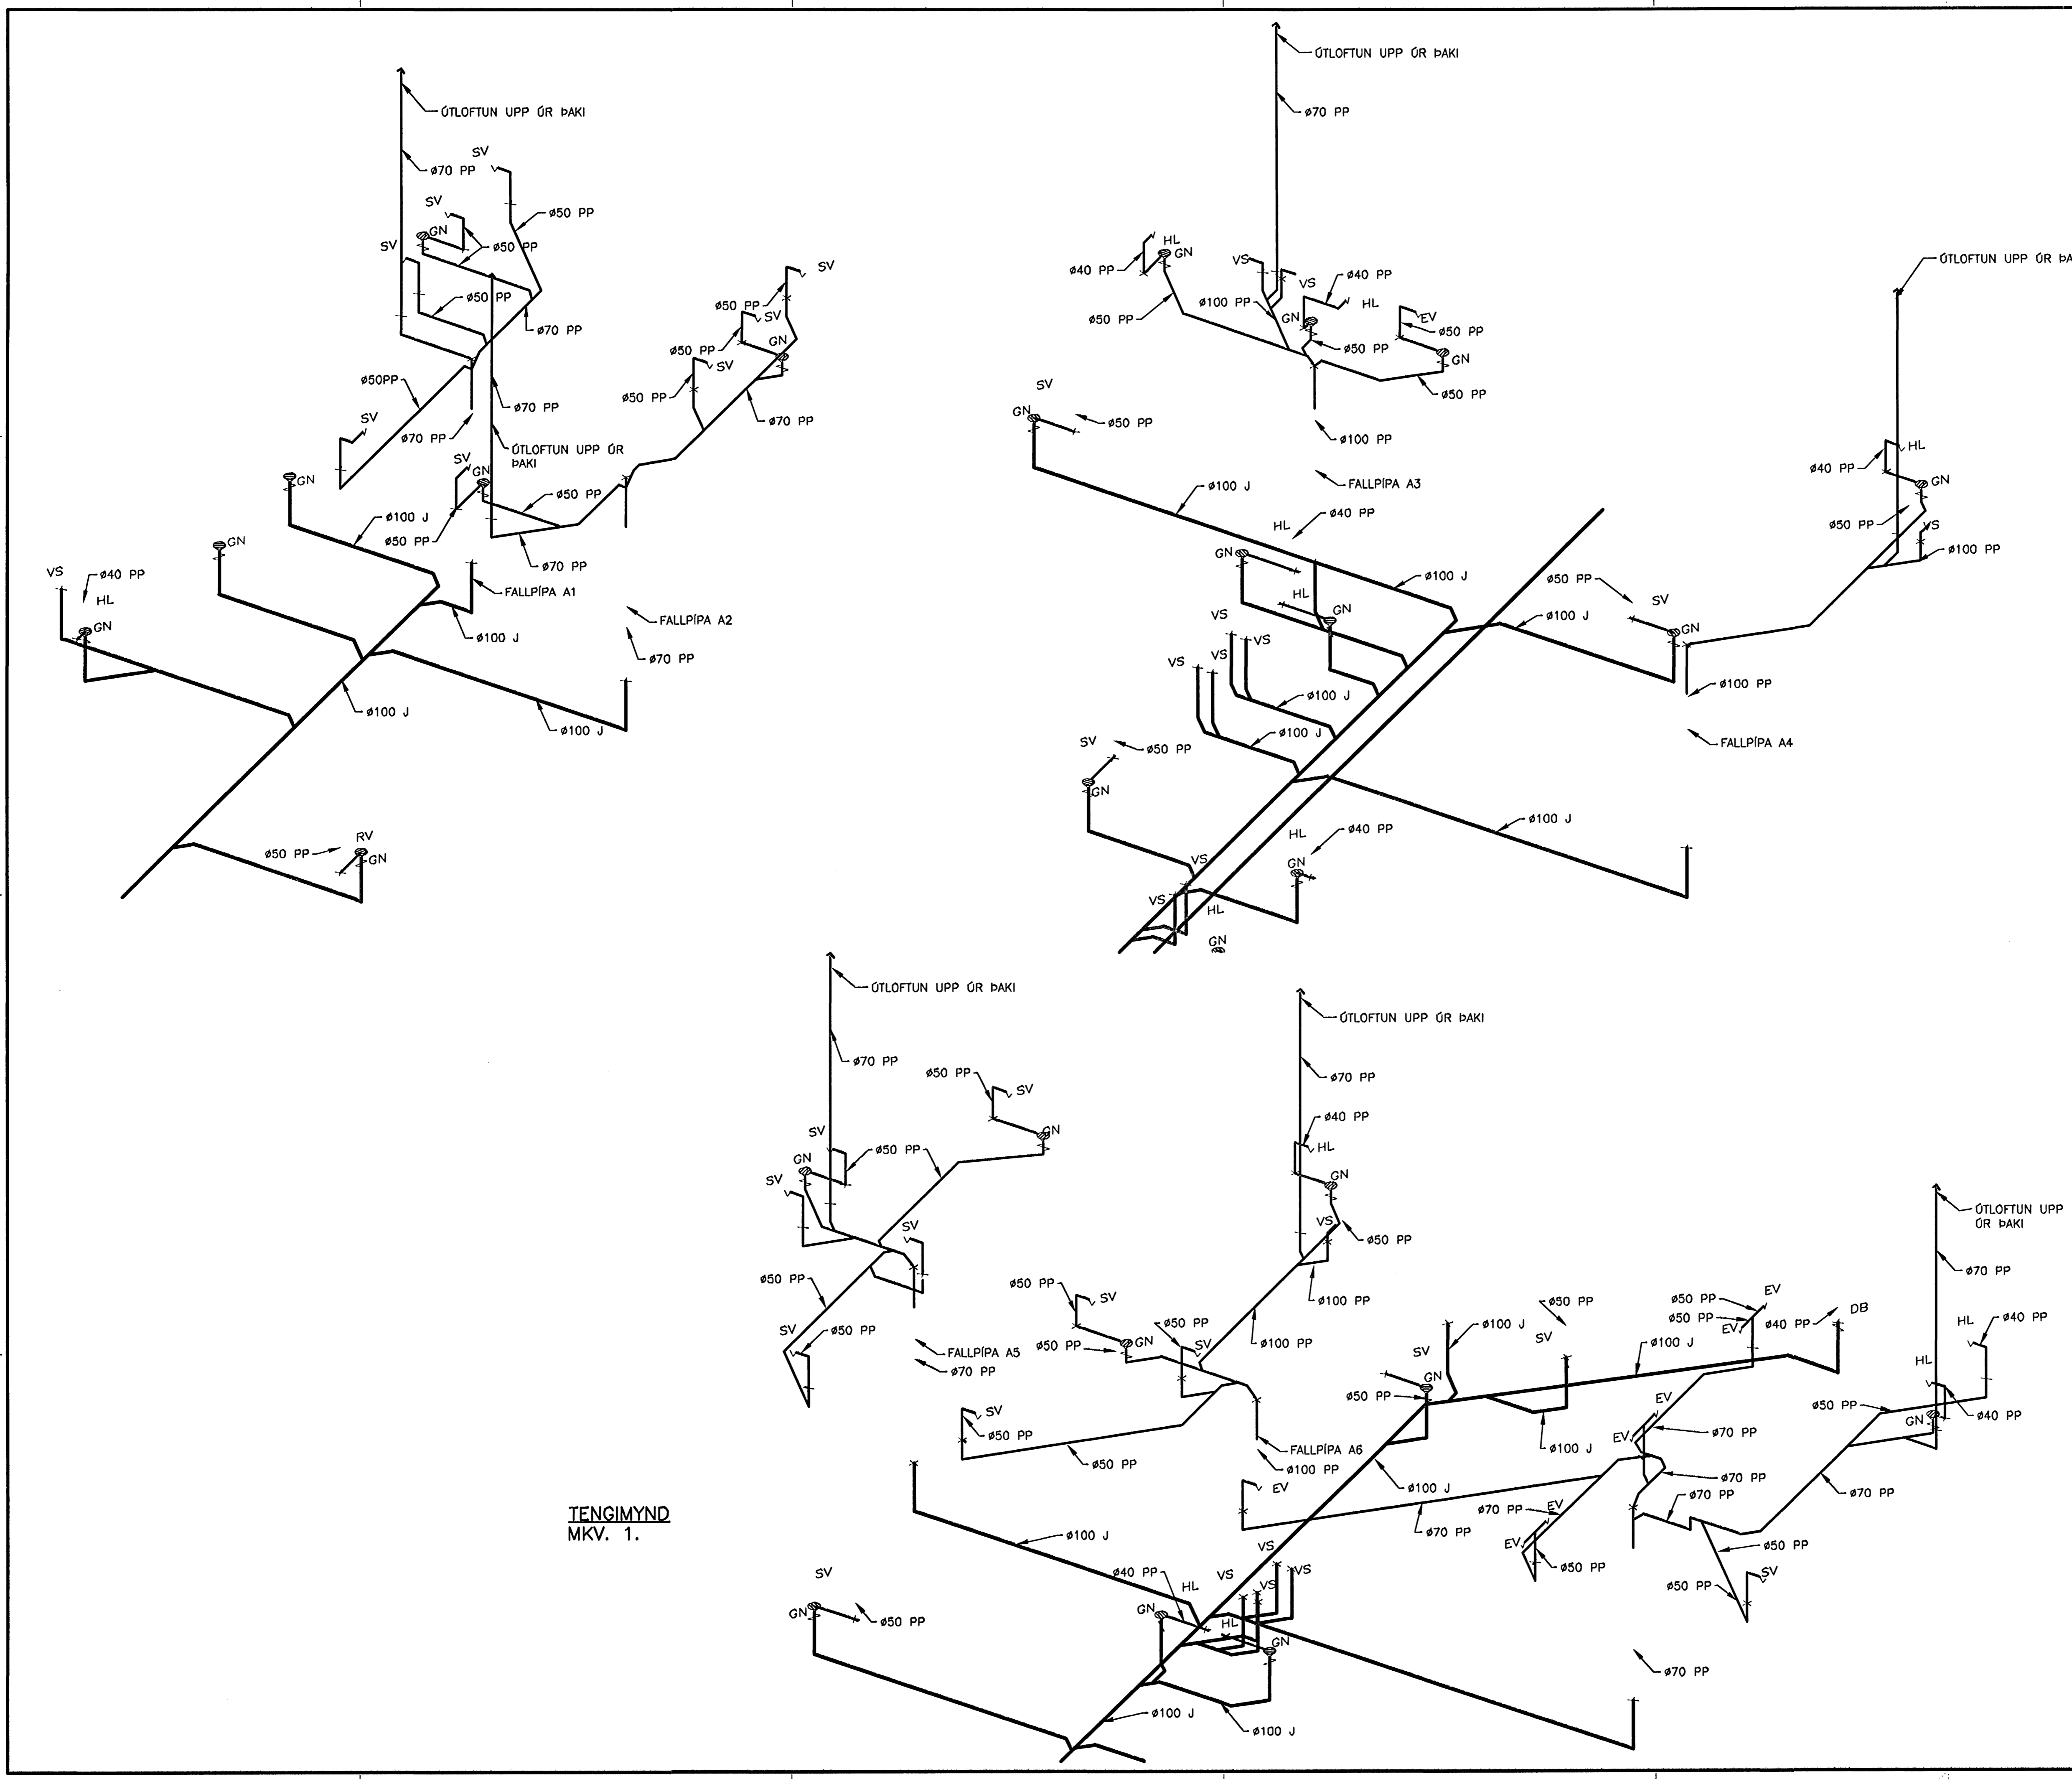 ÚTLOFTUN UPP ÚR ÞAKI
ø70 PP
SV
ø50 PP
SV
GN
ø50 PP
SV
ø50 PP
ø70 PP
SV
ø50 PP
SV
ø50 PP
GN
SV
ø50 PP
ø70 PP
ø50PP
ø70 PP
SV
ø70 PP
ÚTLOFTUN UPP ÚR
ÞAKI
SV
GN
ø50 PP
GN
ø100 J
ø50 PP
ø70 PP
GN
VS
ø40 PP
HL
GN
FALLPÍPA A1
ø100 J
FALLPÍPA A2
ø70 PP
ø100 J
ø100 J
RV
ø50 PP
GN
ÚTLOFTUN UPP ÚR ÞAKI
ø70 PP
HL
GN
ø40 PP
ø50 PP
VS
VS
ø100 PP
ø40 PP
HL
GN
EV
ø50 PP
ø50 PP
GN
ø50 PP
ø100 PP
FALLPÍPA A3
SV
GN
ø50 PP
ø100 J
ø40 PP
HL
GN
ø100 J
HL
GN
VS
VS
VS
VS
ø100 J
ø100 J
SV
ø50 PP
GN
ø100 J
ø50 PP
SV
GN
ÚTLOFTUN UPP ÚR ÞA
HL
ø40 PP
GN
ø50 PP
VS
ø100 PP
ø100 PP
FALLPÍPA A4
ø100 J
VS
HL
ø40 PP
GN
VS
HL
GN
ÚTLOFTUN UPP ÚR ÞAKI
ø70 PP
ø50 PP
SV
GN
SV
ø50 PP
GN
SV
SV
ø50 PP
SV
ø50 PP
FALLPÍPA A5
ø70 PP
ÚTLOFTUN UPP ÚR ÞAKI
ø70 PP
ø40 PP
HL
GN
VS
ø50 PP
ø100 PP
ø50 PP
SV
ø50 PP
ø50 PP
GN
SV
ø100 PP
SV
ø50 PP
ø50 PP
FALLPÍPA A6
ø100 PP
ø100 J
SV
GN
ø50 PP
ø50 PP
SV
ø100 J
ø100 J
ø100 J
ø50 PP
EV
ø50 PP
EV
ø40 PP
DB
EV
ø70 PP
EV
ø70 PP
ø70 PP
ÚTLOFTUN UPP
ÚR ÞAKI
ø70 PP
HL
ø40 PP
HL
ø50 PP
GN
ø40 PP
ø70 PP
EV
ø70 PP
ø70 PP
EV
EV
ø50 PP
ø50 PP
ø50 PP
SV
ø70 PP
TENGIMYND
MKV. 1.
ø100 J
SV
GN
ø50 PP
ø40 PP
HL
GN
VS
VS
VS
VS
HL
GN
ø100 J
ø100 J